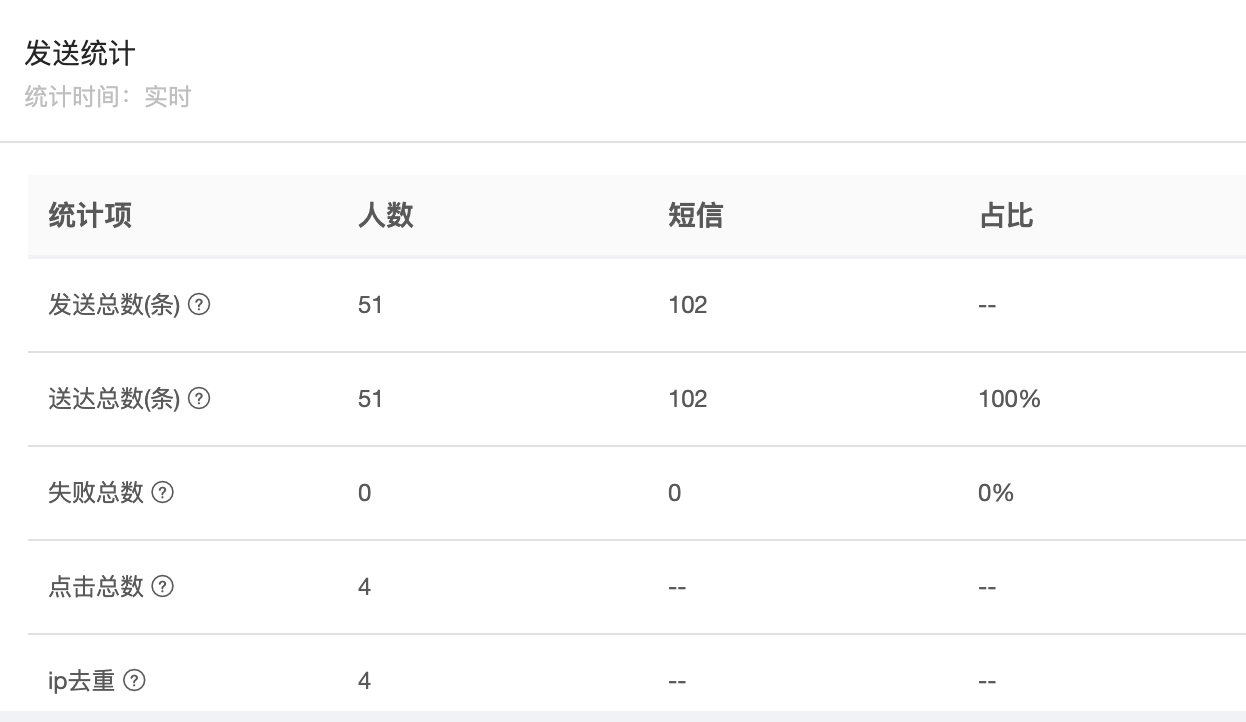 发送统计
统计时间：实时
统计项 人数 短信 占比
发送总数(条) ? 51 102 --
送达总数(条) ? 51 102 100%
失败总数 ? 0 0 0%
点击总数 ? 4 -- --
ip去重 ? 4 -- --